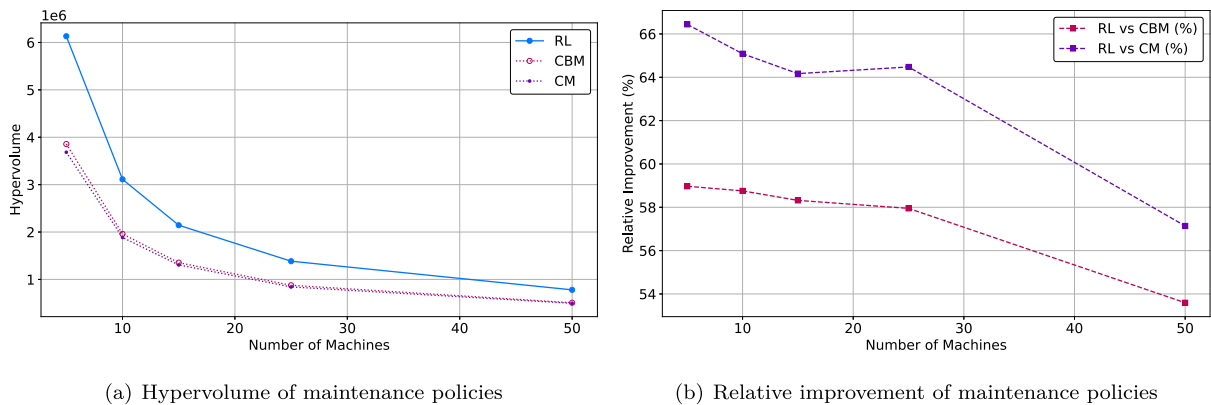 1e6
6
5
4
3
2
1
Hypervolume
10
20
30
40
50
Number of Machines
RL
CBM
CM
(a) Hypervolume of maintenance policies
66
64
62
60
58
56
54
Relative Improvement (%)
10
20
30
40
50
Number of Machines
RL vs CBM (%)
RL vs CM (%)
(b) Relative improvement of maintenance policies